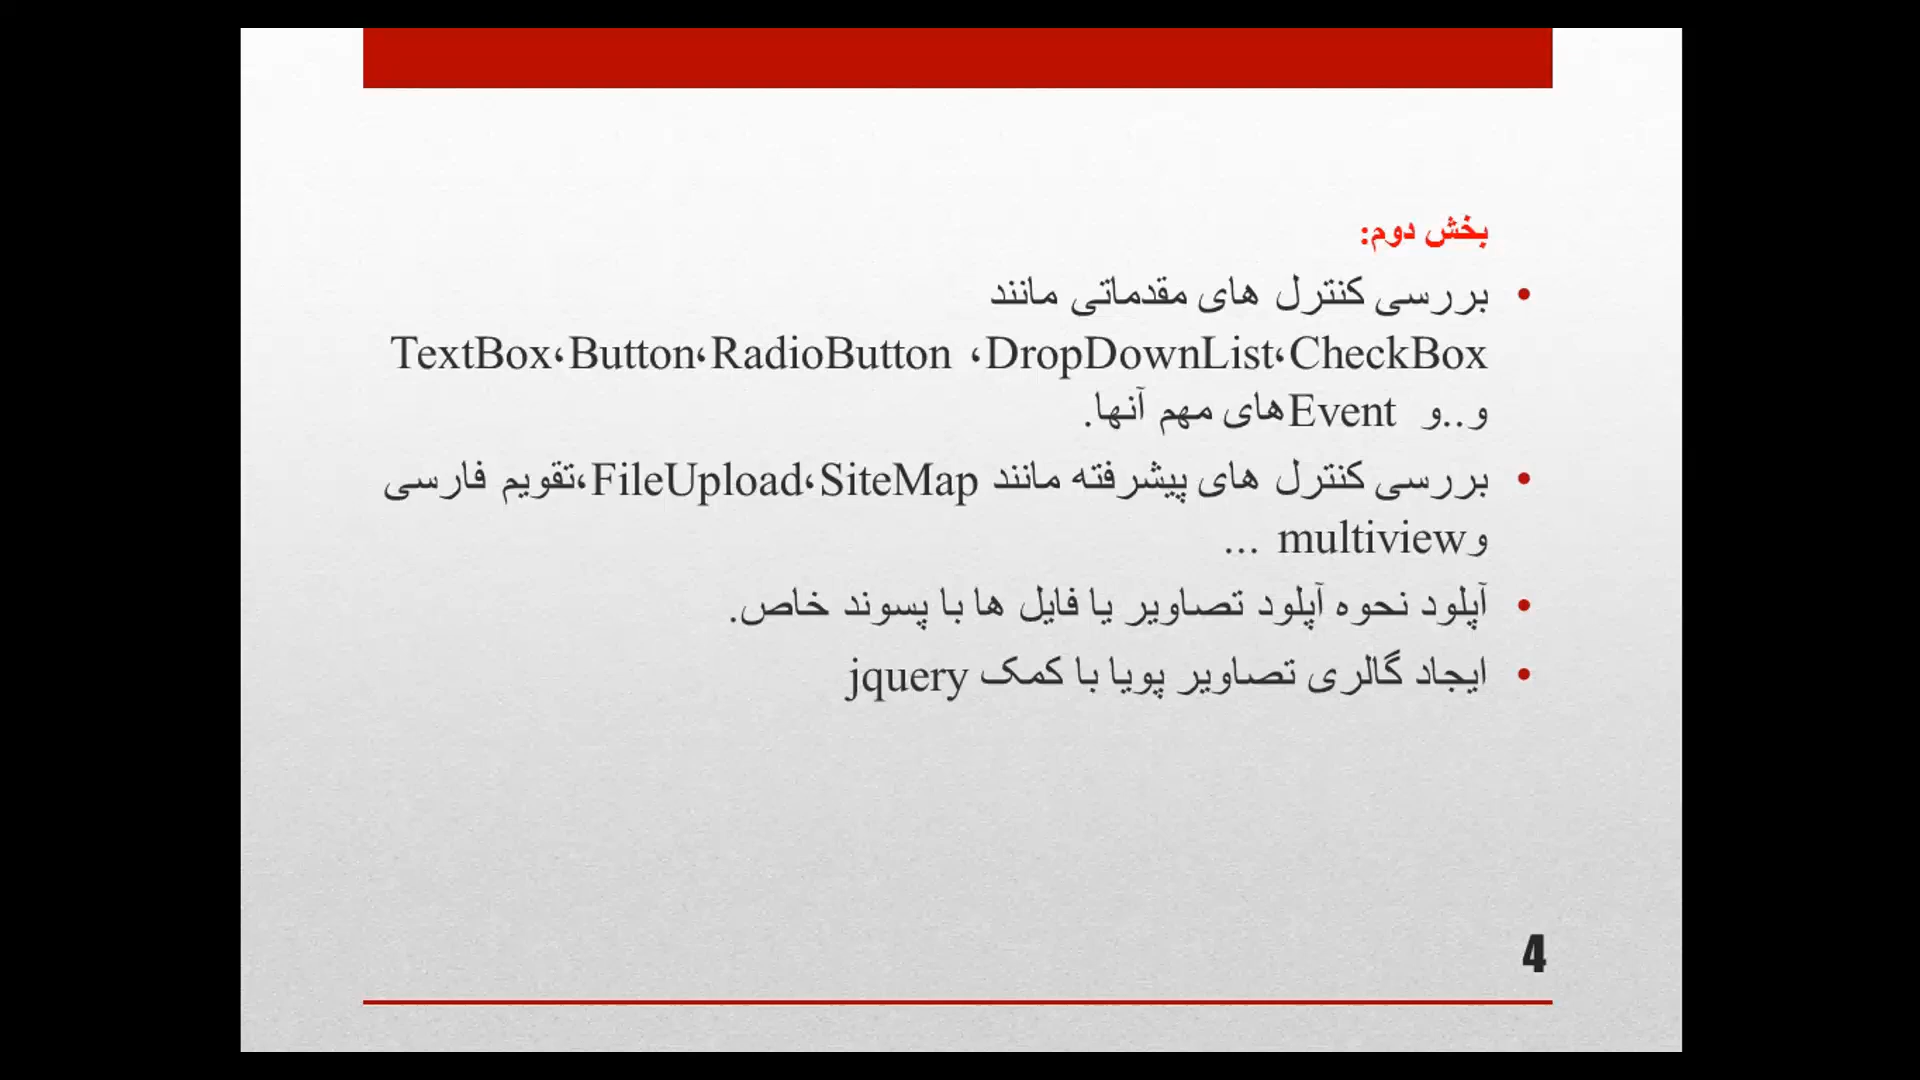 بخش دوم:
• بررسی کنترل های مقدماتی مانند
CheckBox،DropDownList، RadioButton،Button،TextBox
و..و Eventهای مهم آنها.
• بررسی کنترل های پیشرفته مانند SiteMap،FileUpload،تقویم فارسی
وmultiview ...
• آپلود نحوه آپلود تصاویر یا فایل ها با پسوند خاص.
• ایجاد گالری تصاویر پویا با کمک jquery
4